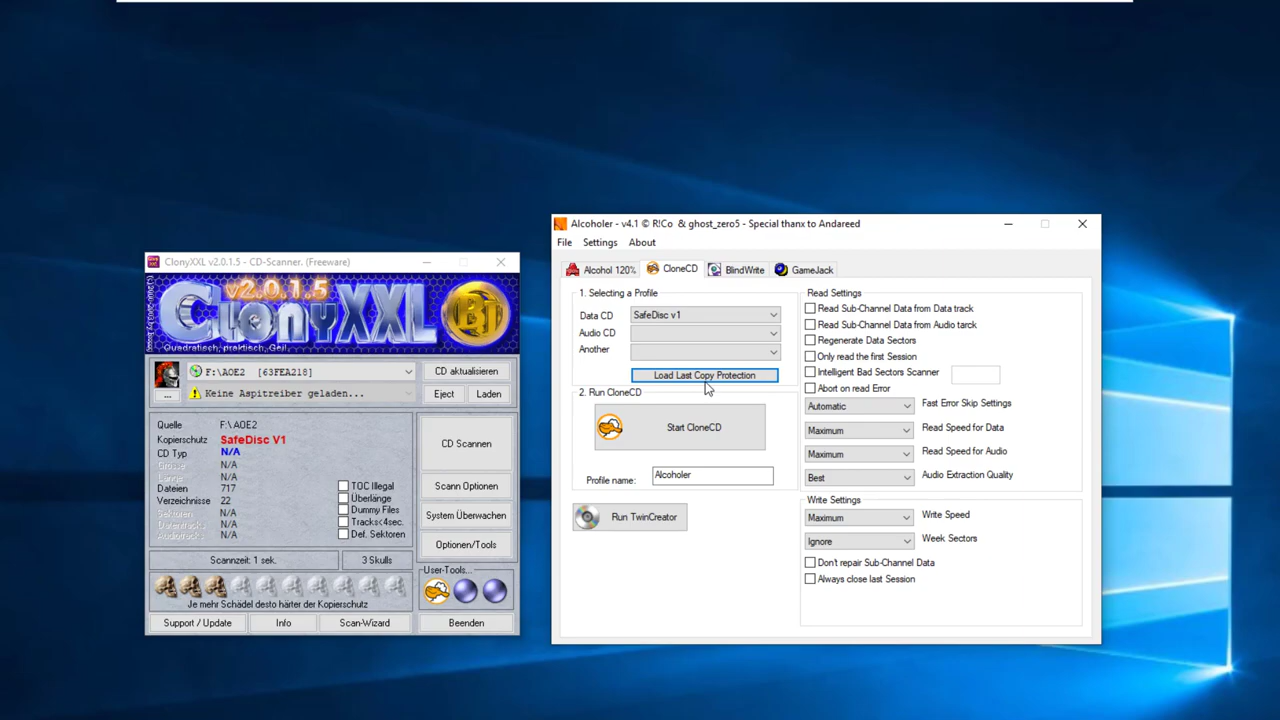 ClonyXXL v2.0.1.5 - CD-Scanner. (Freeware)
v2.0.1.5
ClonyXXL
BI
Quadratisch, praktisch, Geil.
F:\AOE2 [63FEA218]
CD aktualisieren
...
Keine Aspitreiber geladen...
Eject
Laden
Quelle F:\AOE2
Kopierschutz SafeDisc V1
CD Typ N/A
Grösse N/A
Länge N/A
Dateien 717
Verzeichnisse 22
Sektoren N/A
Datentracks N/A
Audiotracks N/A
TOC Illegal
Überlänge
Dummy Files
Tracks<4sec.
Def. Sektoren
CD Scannen
Scann Optionen
System Überwachen
Optionen/Tools
Scannzeit: 1 sek.
3 Skulls
User-Tools...
Je mehr Schädel desto härter der Kopierschutz
Support / Update
Info
Scan-Wizard
Beenden
Alcoholer - v4.1 © R!Co & ghost_zero5 - Special thanx to Andareed
File Settings About
Alcohol 120%
CloneCD
BlindWrite
GameJack
1. Selecting a Profile
Data CD SafeDisc v1
Audio CD
Another
Load Last Copy Protection
2. Run CloneCD
Start CloneCD
Profile name: Alcoholer
Run TwinCreator
Read Settings
Read Sub-Channel Data from Data track
Read Sub-Channel Data from Audio tarck
Regenerate Data Sectors
Only read the first Session
Intelligent Bad Sectors Scanner
Abort on read Error
Automatic Fast Error Skip Settings
Maximum Read Speed for Data
Maximum Read Speed for Audio
Best Audio Extraction Quality
Write Settings
Maximum Write Speed
Ignore Week Sectors
Don't repair Sub-Channel Data
Always close last Session